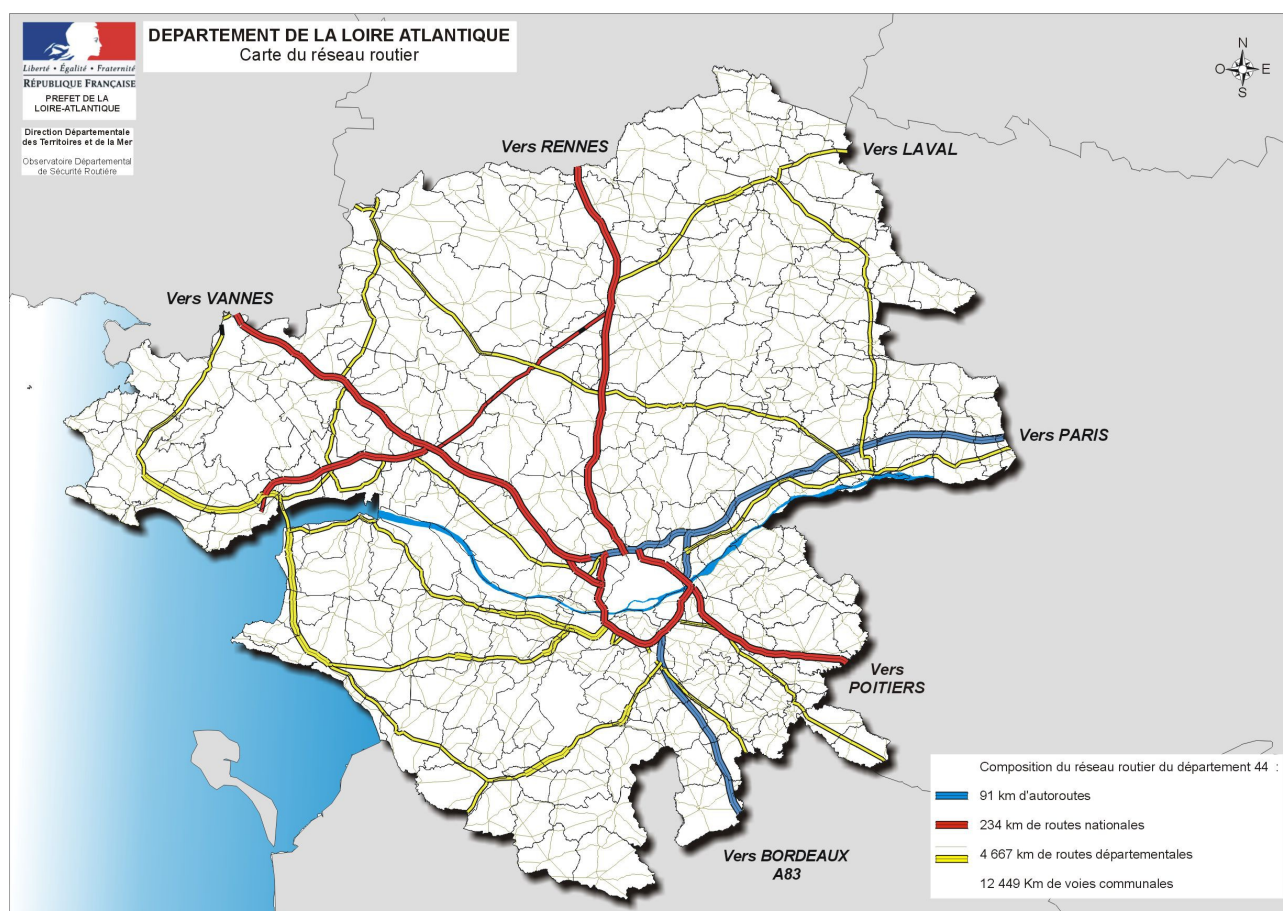 DEPARTEMENT DE LA LOIRE ATLANTIQUE
Carte du réseau routier
Liberté • Égalité • Fraternité
RÉPUBLIQUE FRANÇAISE
PREFET DE LA
LOIRE-ATLANTIQUE
Direction Départementale
des Territoires et de la Mer
Observatoire Départemental
de Sécurité Routière
N
O E
S
Vers RENNES
Vers LAVAL
Vers VANNES
Vers PARIS
Vers
POITIERS
Vers BORDEAUX
A83
Composition du réseau routier du départment 44 :
91 km d'autoroutes
234 km de routes nationales
4 667 km de routes départementales
12 449 Km de voies communales